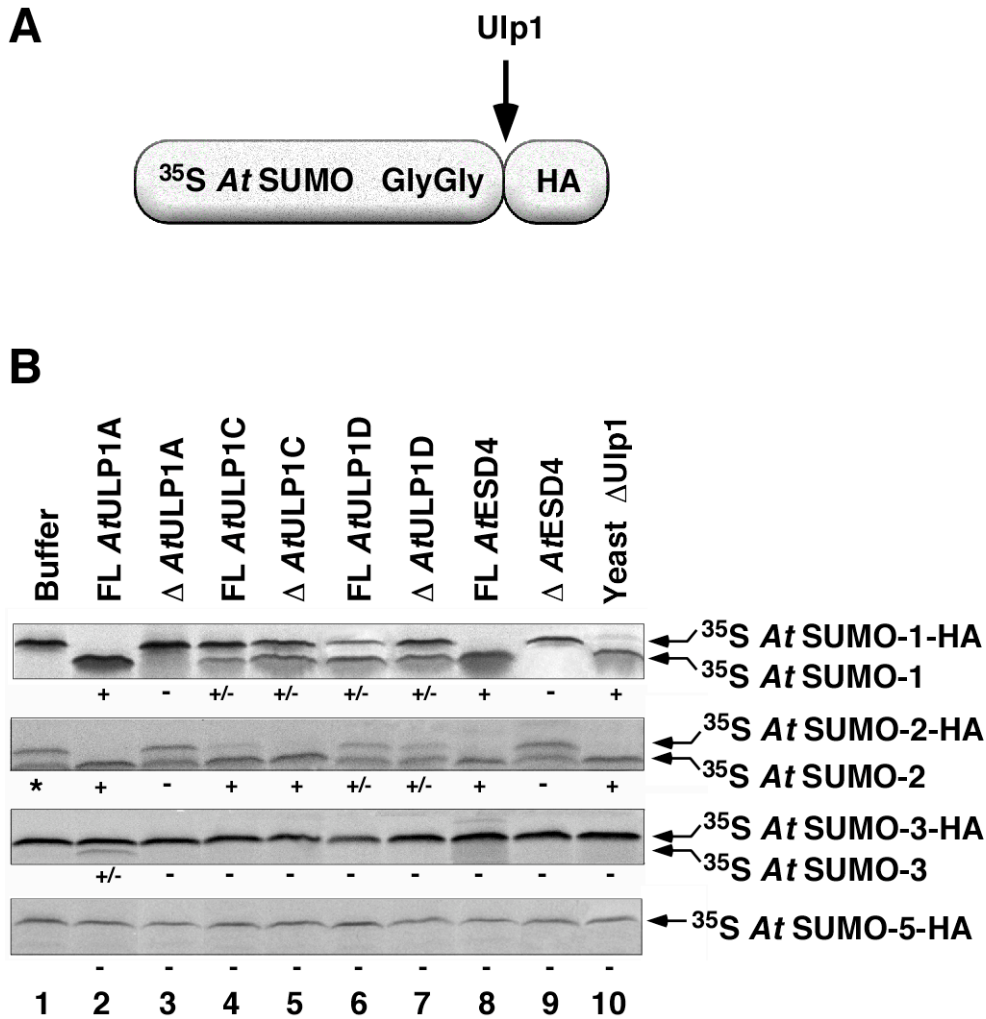 A
Ulp1
35S At SUMO GlyGly HA
B
Buffer
FL AtULP1A
Δ AtULP1A
FL AtULP1C
Δ AtULP1C
FL AtULP1D
Δ AtULP1D
FL AtESD4
Δ AtESD4
Yeast ΔUlp1
35S At SUMO-1-HA
35S At SUMO-1
+ - +/- +/- +/- +/- + - +
35S At SUMO-2-HA
35S At SUMO-2
* + - + + +/- +/- + - +
35S At SUMO-3-HA
35S At SUMO-3
+/- - - - - - - - -
35S At SUMO-5-HA
- - - - - - - - -
1 2 3 4 5 6 7 8 9 10